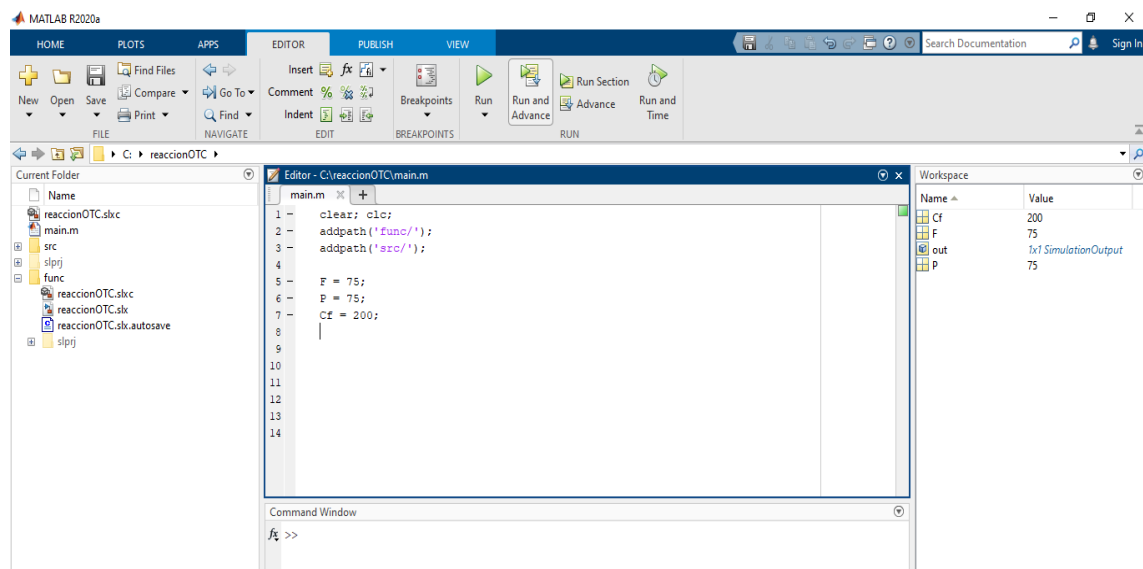 MATLAB R2020a
HOME PLOTS APPS EDITOR PUBLISH VIEW Search Documentation Sign In
New Open Save Find Files Compare Print
FILE
Go To Find
NAVIGATE
Insert fx
Comment %
Indent
EDIT
Breakpoints
BREAKPOINTS
Run
Run and Advance
Run Section
Advance
Run and Time
RUN
C: reaccionOTC
Current Folder
Name
reaccionOTC.slxc
main.m
src
slprj
func
reaccionOTC.slxc
reaccionOTC.slx
reaccionOTC.slx.autosave
slprj
Editor - C:\reaccionOTC\main.m
main.m
1 - clear; clc;
2 - addpath('func/');
3 - addpath('src/');
4
5 - F = 75;
6 - P = 75;
7 - Cf = 200;
8
9
10
11
12
13
14
Command Window
fx >>
Workspace
Name Value
Cf 200
F 75
out 1x1 SimulationOutput
P 75